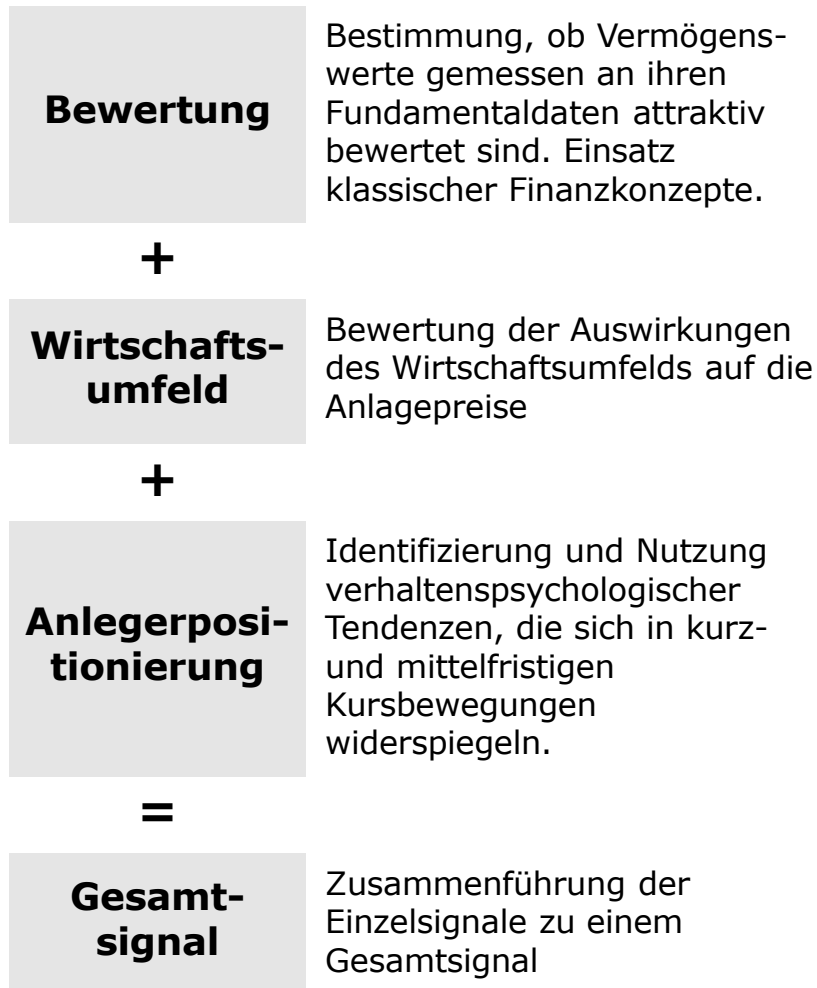 Bewertung
Bestimmung, ob Vermögens-
werte gemessen an ihren
Fundamentaldaten attraktiv
bewertet sind. Einsatz
klassischer Finanzkonzepte.
+
Wirtschafts-
umfeld
Bewertung der Auswirkungen
des Wirtschaftsumfelds auf die
Anlagepreise
+
Anlegerposi-
tionierung
Identifizierung und Nutzung
verhaltenspsychologischer
Tendenzen, die sich in kurz-
und mittelfristigen
Kursbewegungen
widerspiegeln.
=
Gesamt-
signal
Zusammenführung der
Einzelsignale zu einem
Gesamtsignal